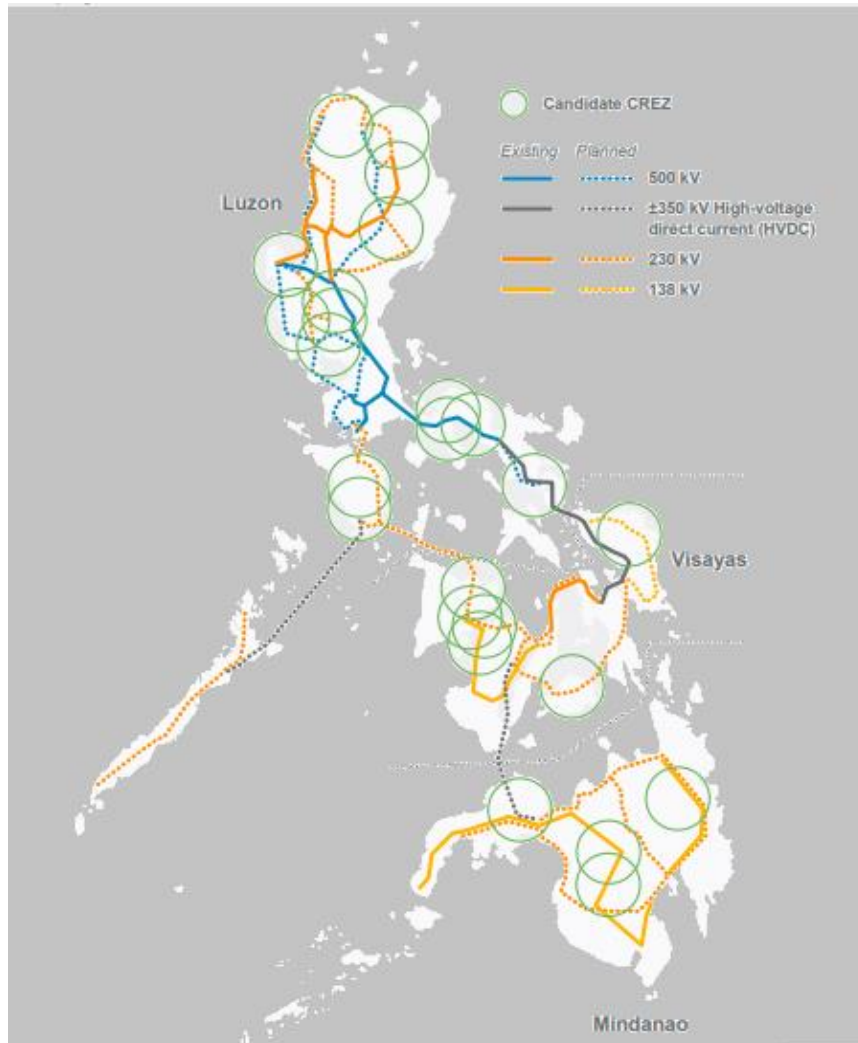 Candidate CREZ
Existing Planned
500 kV
Luzon
±350 kV High-voltage
direct current (HVDC)
230 kV
138 kV
Visayas
Mindanao